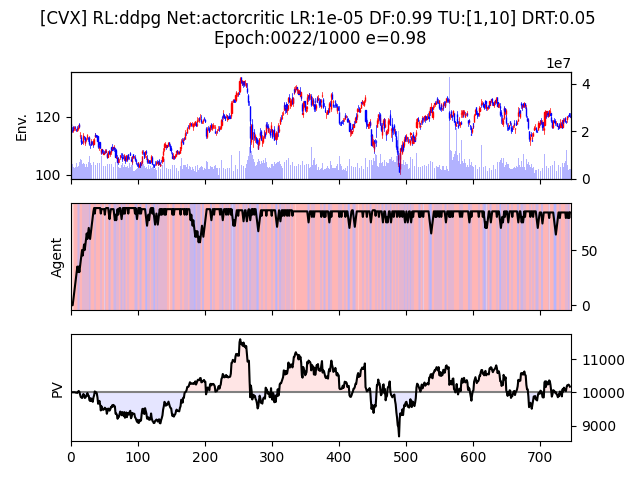 [CVX] RL:ddpg Net:actorcritic LR:1e-05 DF:0.99 TU:[1,10] DRT:0.05
Epoch:0022/1000 e=0.98
1e7
Env.
120
100
4
2
0
Agent
50
0
PV
11000
10000
9000
0 100 200 300 400 500 600 700